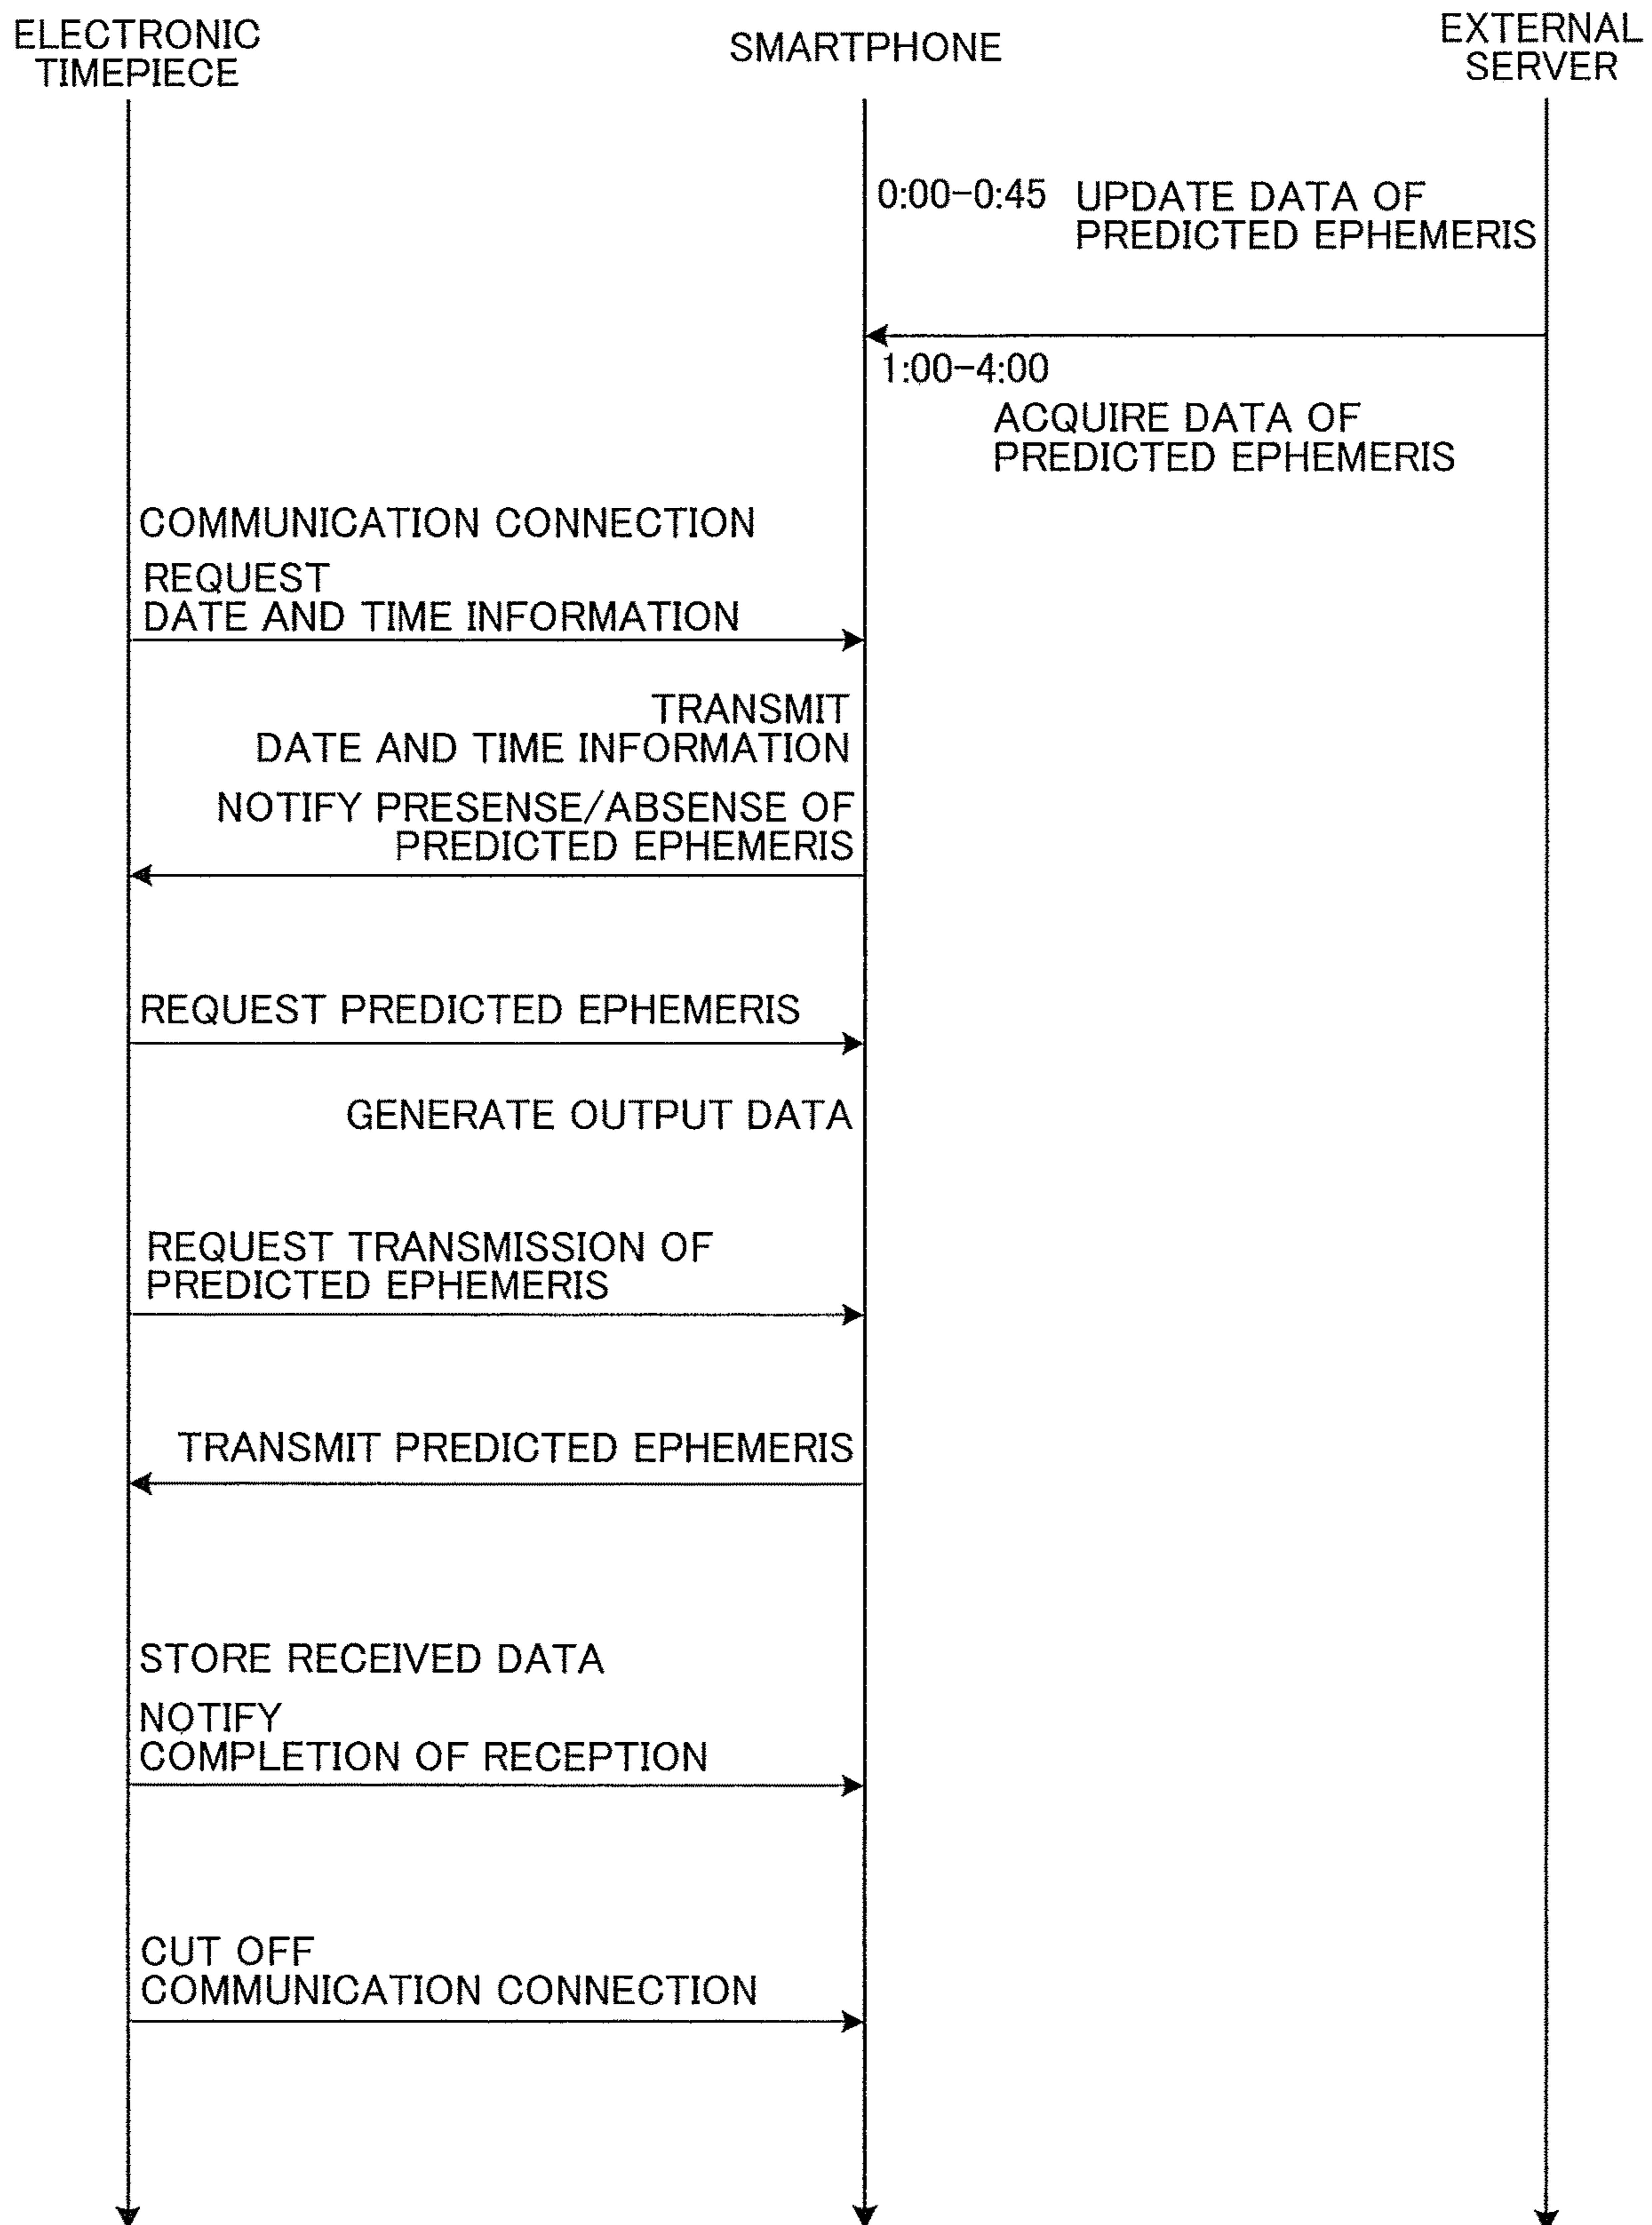 ELECTRONIC
TIMEPIECE
SMARTPHONE
EXTERNAL
SERVER
0:00-0:45 UPDATE DATA OF
PREDICTED EPHEMERIS
1:00-4:00
ACQUIRE DATA OF
PREDICTED EPHEMERIS
COMMUNICATION CONNECTION
REQUEST
DATE AND TIME INFORMATION
TRANSMIT
DATE AND TIME INFORMATION
NOTIFY PRESENSE/ABSENSE OF
PREDICTED EPHEMERIS
REQUEST PREDICTED EPHEMERIS
GENERATE OUTPUT DATA
REQUEST TRANSMISSION OF
PREDICTED EPHEMERIS
TRANSMIT PREDICTED EPHEMERIS
STORE RECEIVED DATA
NOTIFY
COMPLETION OF RECEPTION
CUT OFF
COMMUNICATION CONNECTION